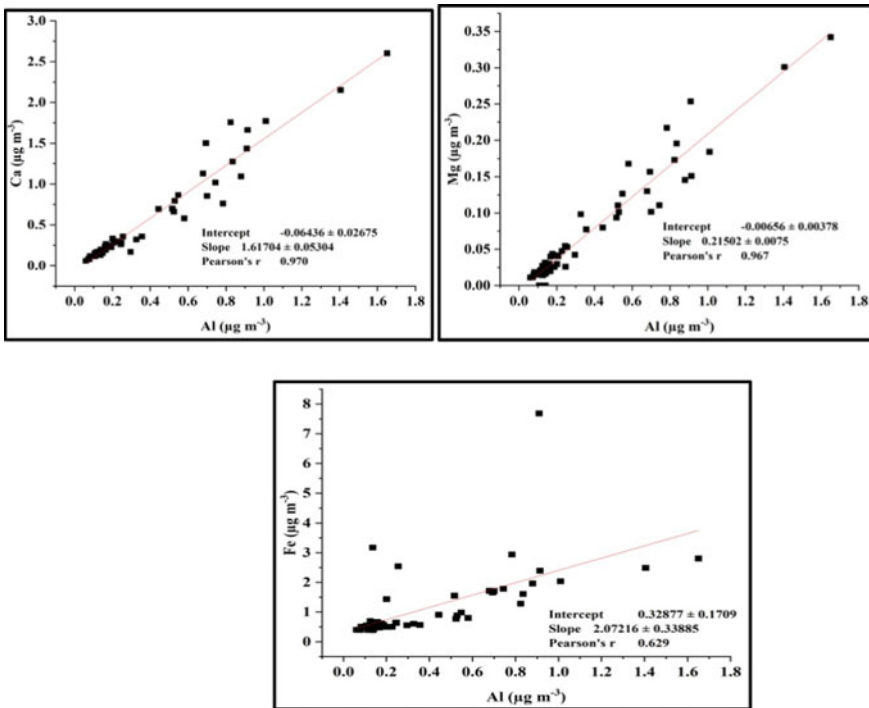 3.0
2.5
2.0
1.5
1.0
0.5
0.0
Ca (µg m⁻³)
Intercept -0.06436 ± 0.02675
Slope 1.61704 ± 0.05304
Pearson's r 0.970
0.0 0.2 0.4 0.6 0.8 1.0 1.2 1.4 1.6 1.8
Al (µg m⁻³)
0.35
0.30
0.25
0.20
0.15
0.10
0.05
0.00
Mg (µg m⁻³)
Intercept -0.00656 ± 0.00378
Slope 0.21502 ± 0.0075
Pearson's r 0.967
0.0 0.2 0.4 0.6 0.8 1.0 1.2 1.4 1.6 1.8
Al (µg m⁻³)
8
7
6
5
4
3
2
1
0
Fe (µg m⁻³)
Intercept 0.32877 ± 0.1709
Slope 2.07216 ± 0.33885
Pearson's r 0.629
0.0 0.2 0.4 0.6 0.8 1.0 1.2 1.4 1.6 1.8
Al (µg m⁻³)